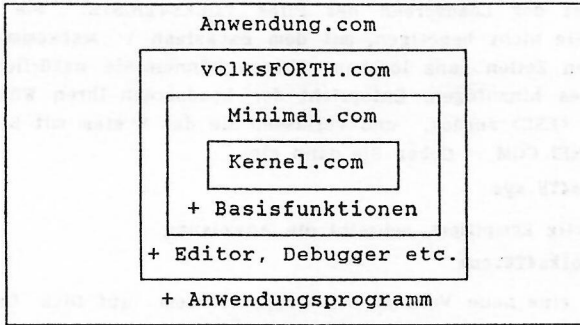 Anwendung.com
volksFORTH.com
Minimal.com
Kernel.com
+ Basisfunktionen
+ Editor, Debugger etc.
+ Anwendungsprogramm